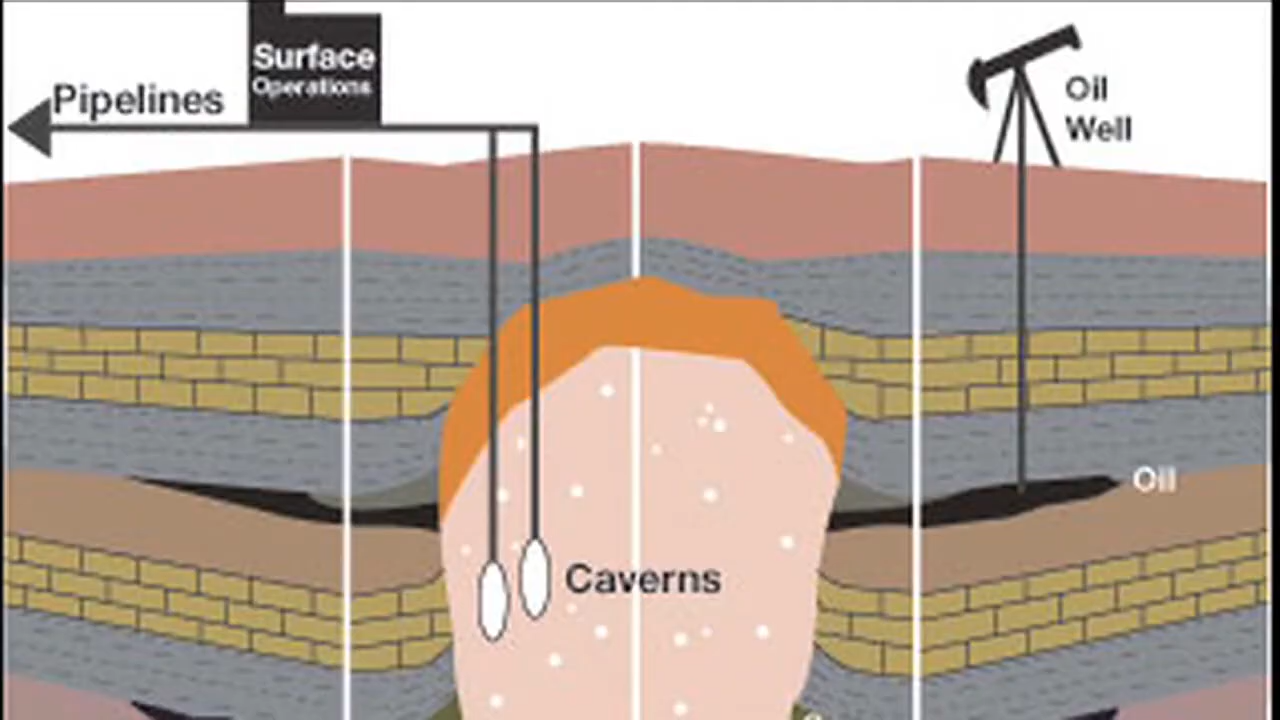 Surface
Operations
Pipelines
Oil
Well
Oil
Caverns